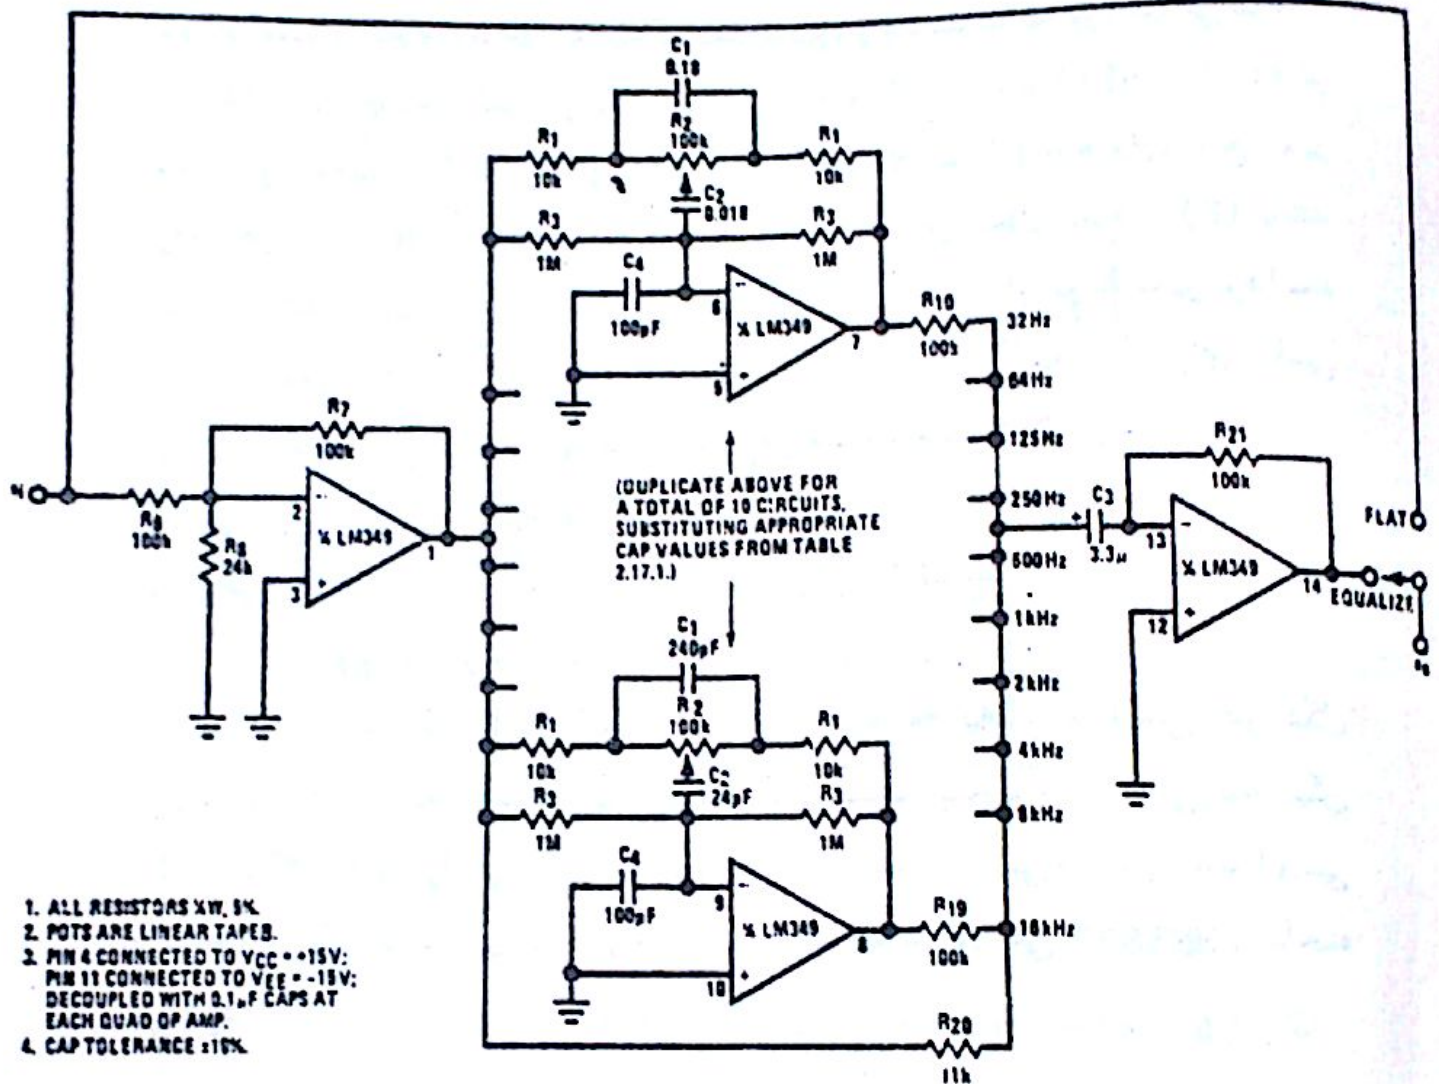 C1
0.18
R1
10k
R2
100k
R1
10k
C2
0.018
R3
1M
R3
1M
C4
100pF
6
¼ LM349
7
5
R10
100k
32Hz
64Hz
125Hz
250Hz
500Hz
1kHz
2kHz
4kHz
8kHz
16kHz
R7
100k
R6
100k
R8
24k
2
¼ LM349
1
3
(DUPLICATE ABOVE FOR
A TOTAL OF 10 CIRCUITS,
SUBSTITUTING APPROPRIATE
CAP VALUES FROM TABLE
2.17.1.)
R21
100k
C3
+
3.3µ
13
¼ LM349
14
12
FLAT
EQUALIZE
C1
240pF
R1
10k
R2
100k
R1
10k
C2
24pF
R3
1M
R3
1M
C4
100pF
9
¼ LM349
8
10
R19
100k
R20
11k
1. ALL RESISTORS ¼W, 5%.
2. POTS ARE LINEAR TAPER.
3. PIN 4 CONNECTED TO VCC = +15V;
PIN 11 CONNECTED TO VEE = -15V;
DECOUPLED WITH 0.1µF CAPS AT
EACH QUAD OP AMP.
4. CAP TOLERANCE ±10%.